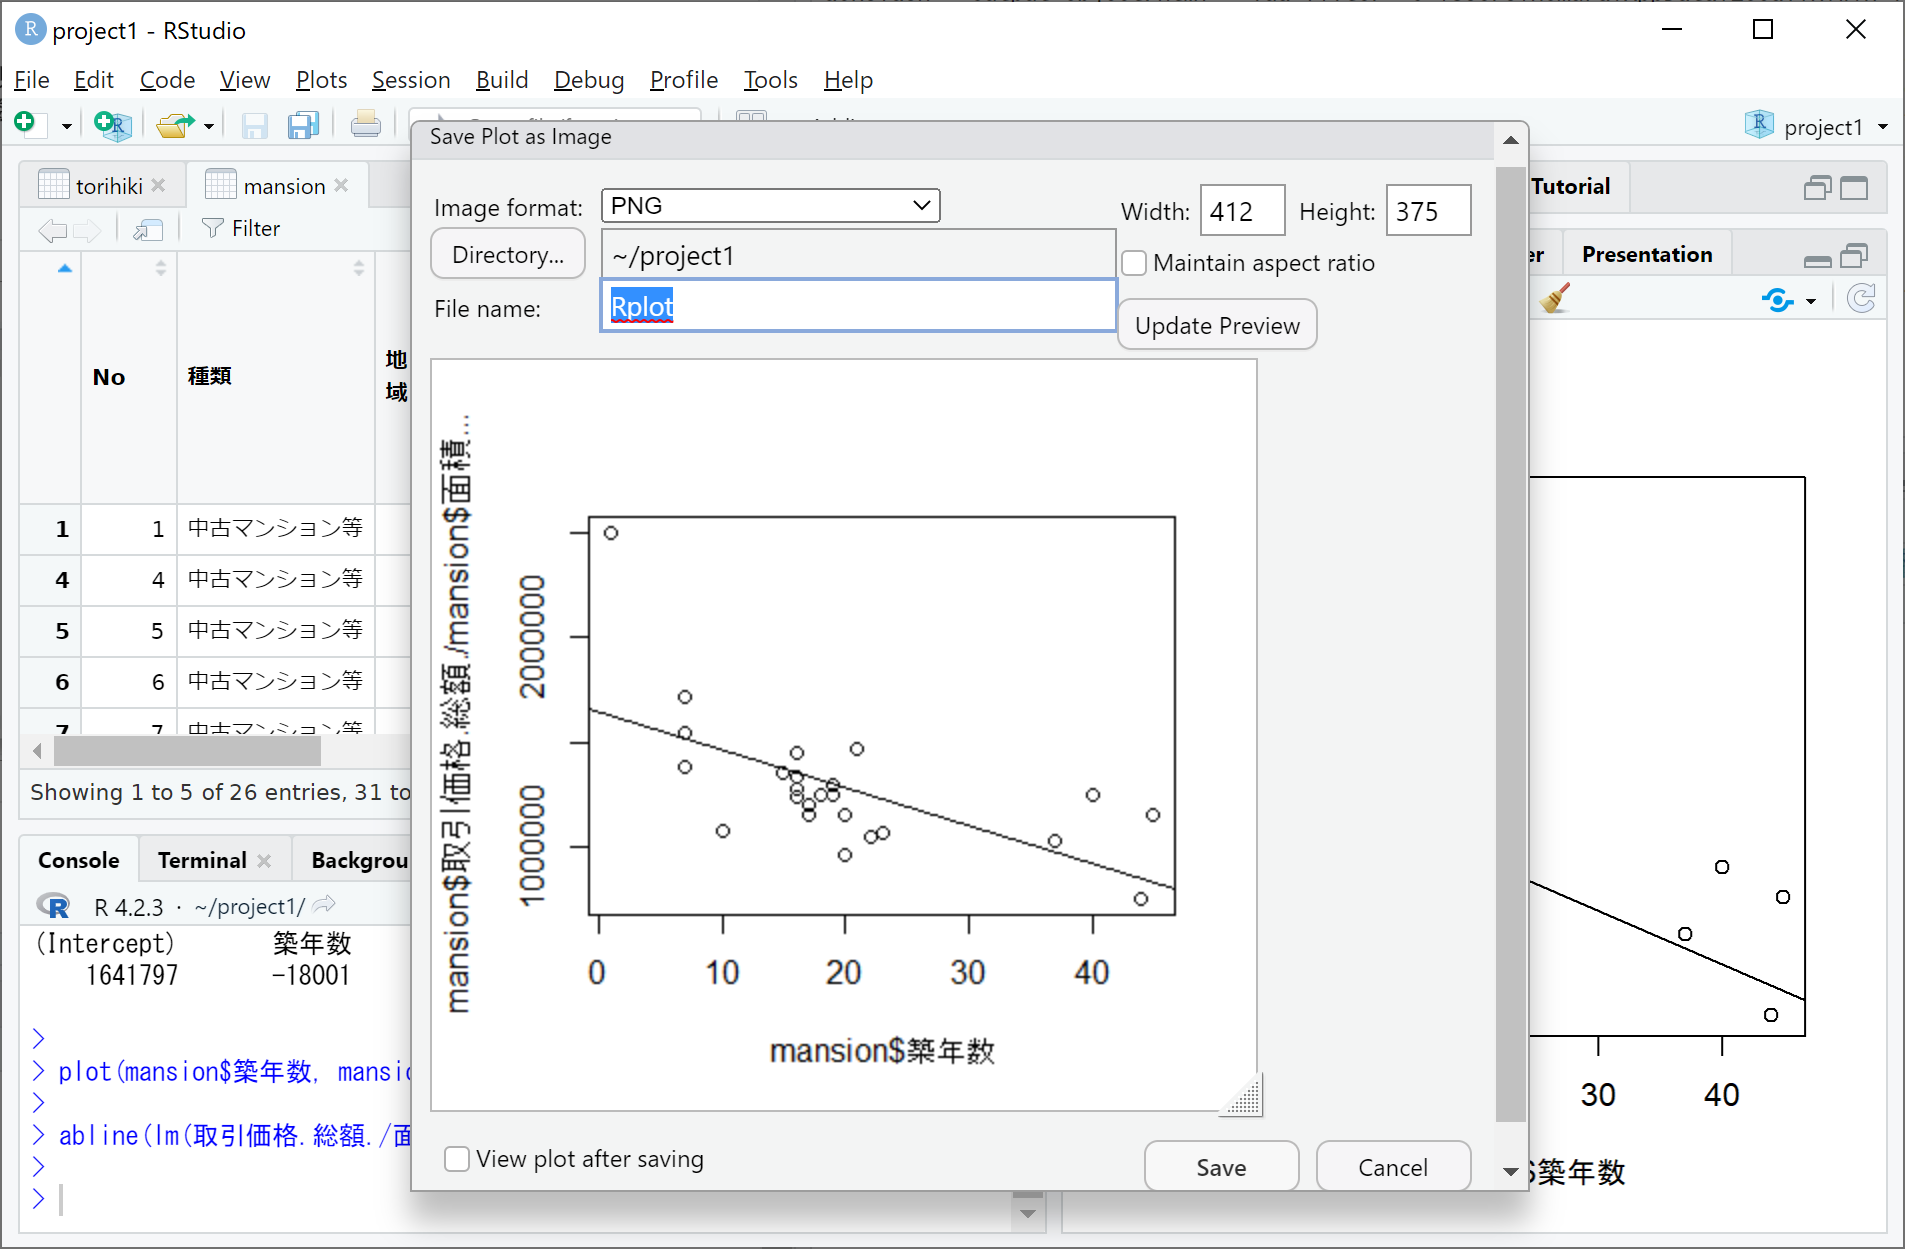 project1 - RStudio
File Edit Code View Plots Session Build Debug Profile Tools Help
project1
torihiki
mansion
Filter
No
種類
地域
1 1 中古マンション等
4 4 中古マンション等
5 5 中古マンション等
6 6 中古マンション等
7 7 中古マンション等
Showing 1 to 5 of 26 entries, 31 to
Console Terminal Backgrou
R 4.2.3 · ~/project1/
(Intercept) 築年数
1641797 -18001
>
> plot(mansion$築年数, mansio
>
> abline(lm(取引価格.総額./面
>
>
Save Plot as Image
Image format: PNG
Width: 412 Height: 375
Directory... ~/project1
Maintain aspect ratio
File name: Rplot
Update Preview
mansion$取引価格.総額./mansion$面積...
2000000
1000000
0 10 20 30 40
mansion$築年数
View plot after saving
Save Cancel
Tutorial
er Presentation
30 40
$築年数